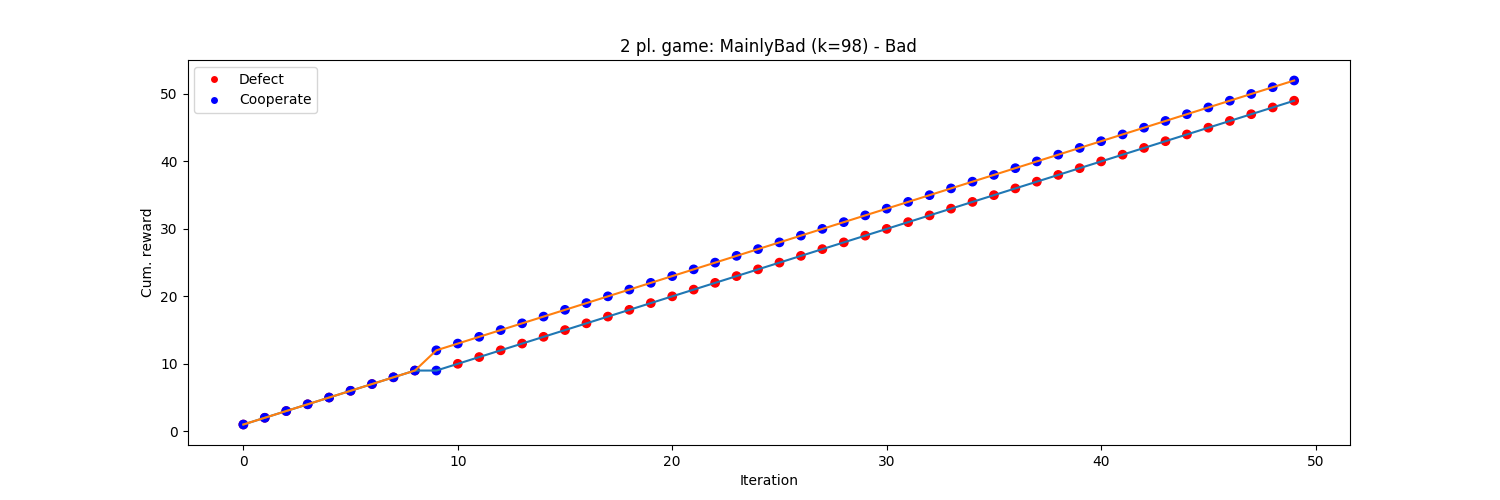 2 pl. game: MainlyBad (k=98) - Bad
Defect
Cooperate
50
40
30
20
10
0
Cum. reward
0 10 20 30 40 50
Iteration